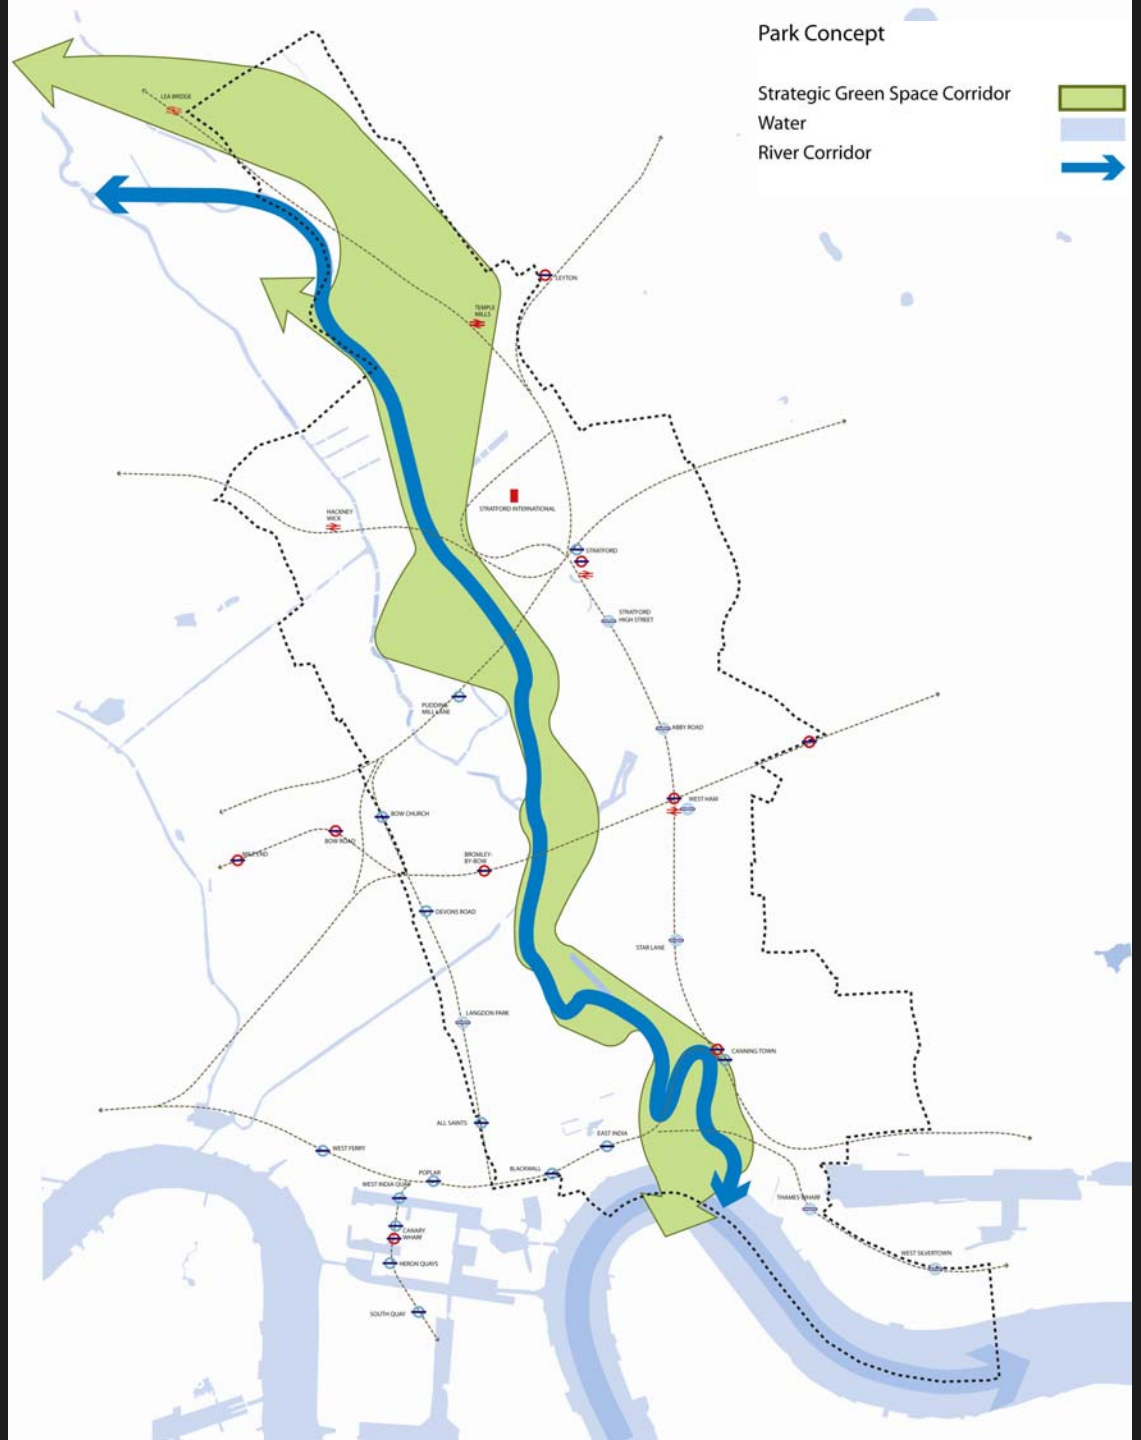 Park Concept
Strategic Green Space Corridor
Water
River Corridor
LEA BRIDGE
LEYTON
TEMPLE
MILLS
STRATFORD INTERNATIONAL
HACKNEY
WICK
STRATFORD
STRATFORD
HIGH STREET
PUDDING
MILL LANE
ABBY ROAD
WEST HAM
BOW CHURCH
BOW ROAD
MILE END
BROMLEY-
BY-BOW
DEVONS ROAD
STAR LANE
LANGDON PARK
CANNING TOWN
ALL SAINTS
EAST INDIA
WEST FERRY
BLACKWALL
POPLAR
WEST INDIA QUAY
THAMES WHARF
CANARY
WHARF
WEST SILVERTOWN
HERON QUAYS
SOUTH QUAY